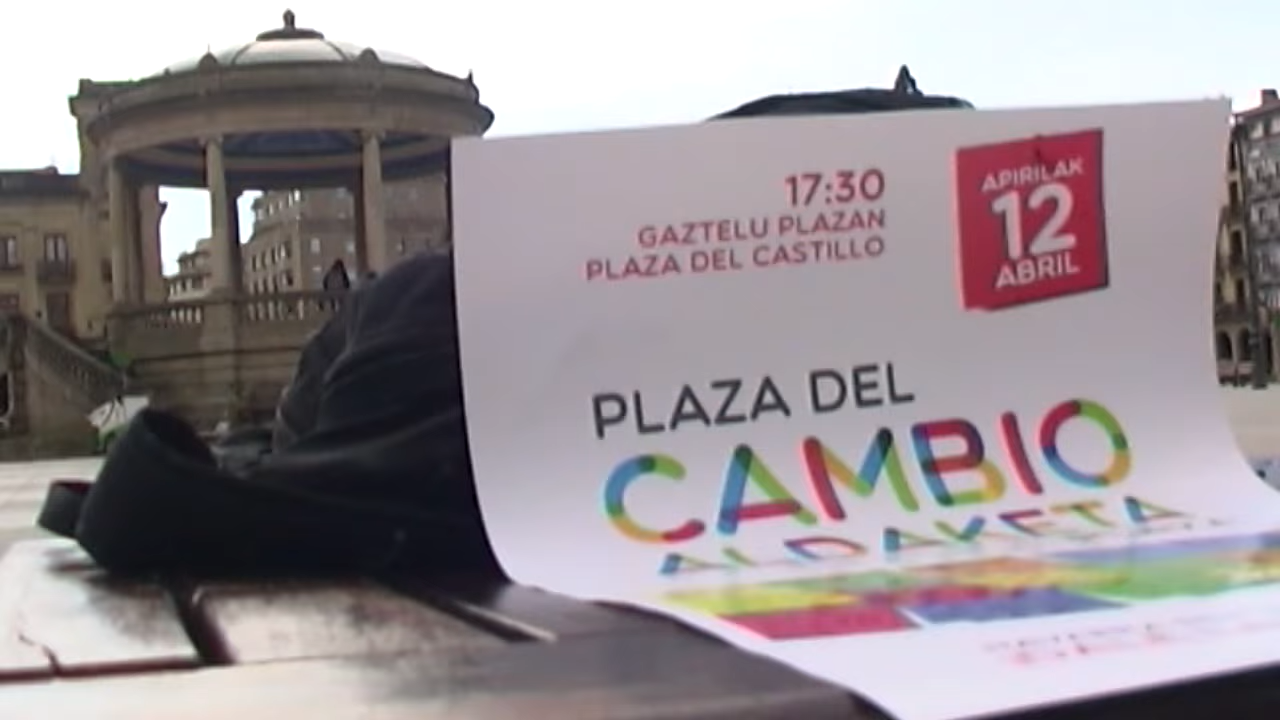 17:30
GAZTELU PLAZAN
PLAZA DEL CASTILLO
APIRILAK
12
ABRIL
PLAZA DEL
CAMBIO
ALDAKETA